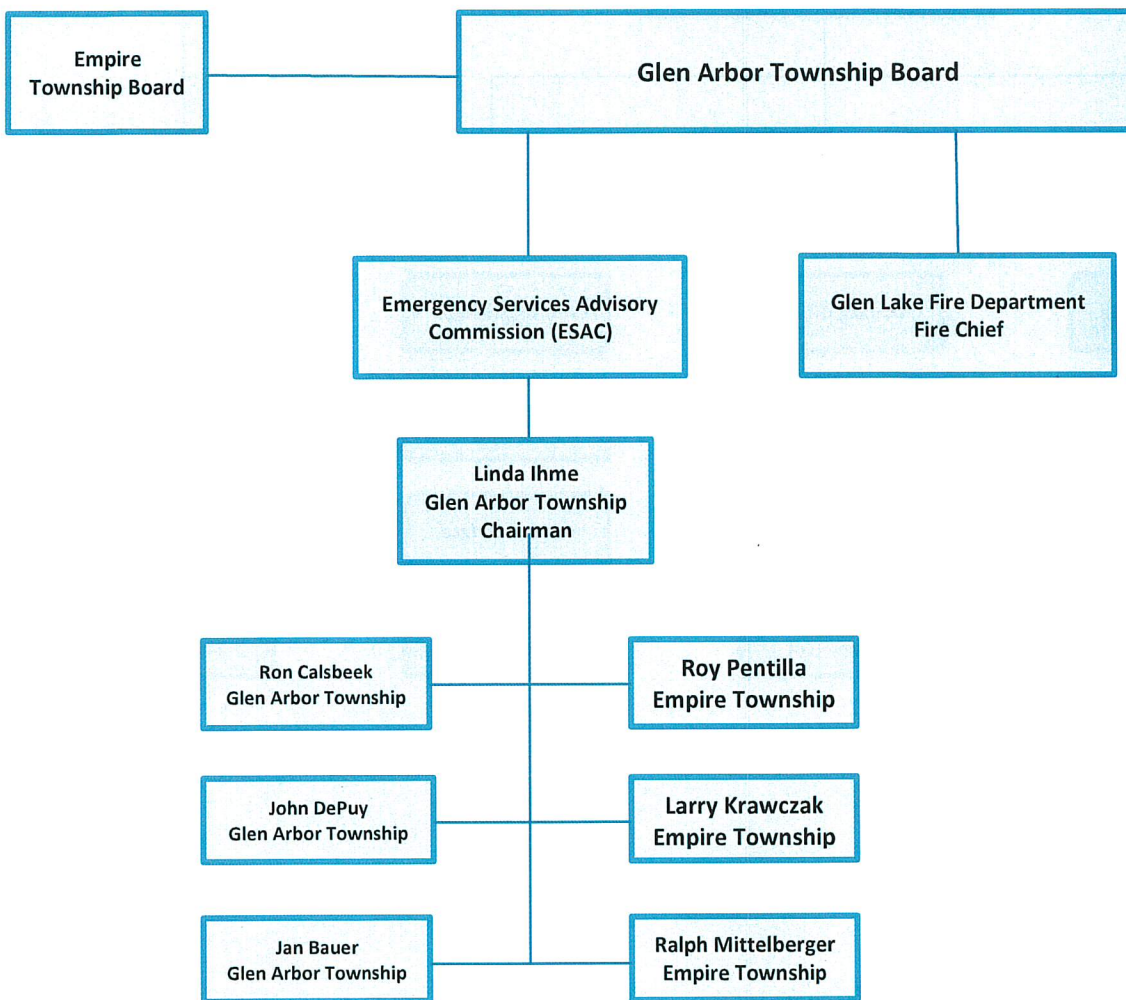 Empire
Township Board
Glen Arbor Township Board
Emergency Services Advisory
Commission (ESAC)
Glen Lake Fire Department
Fire Chief
Linda Ihme
Glen Arbor Township
Chairman
Ron Calsbeek
Glen Arbor Township
Roy Pentilla
Empire Township
John DePuy
Glen Arbor Township
Larry Krawczak
Empire Township
Jan Bauer
Glen Arbor Township
Ralph Mittelberger
Empire Township